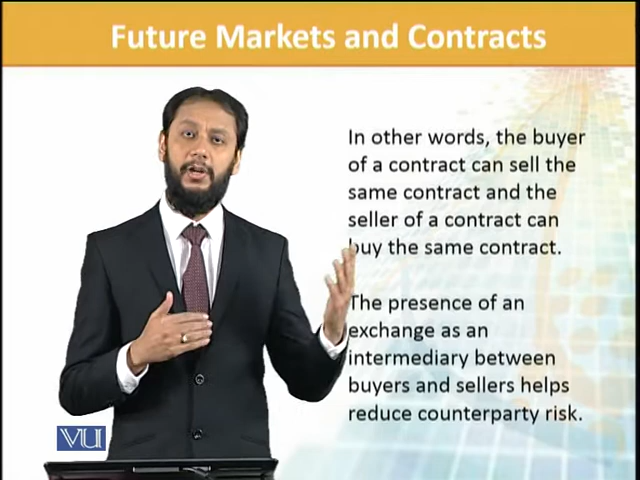 Future Markets and Contracts
In other words, the buyer
of a contract can sell the
same contract and the
seller of a contract can
buy the same contract.
The presence of an
exchange as an
intermediary between
buyers and sellers helps
reduce counterparty risk.
VU